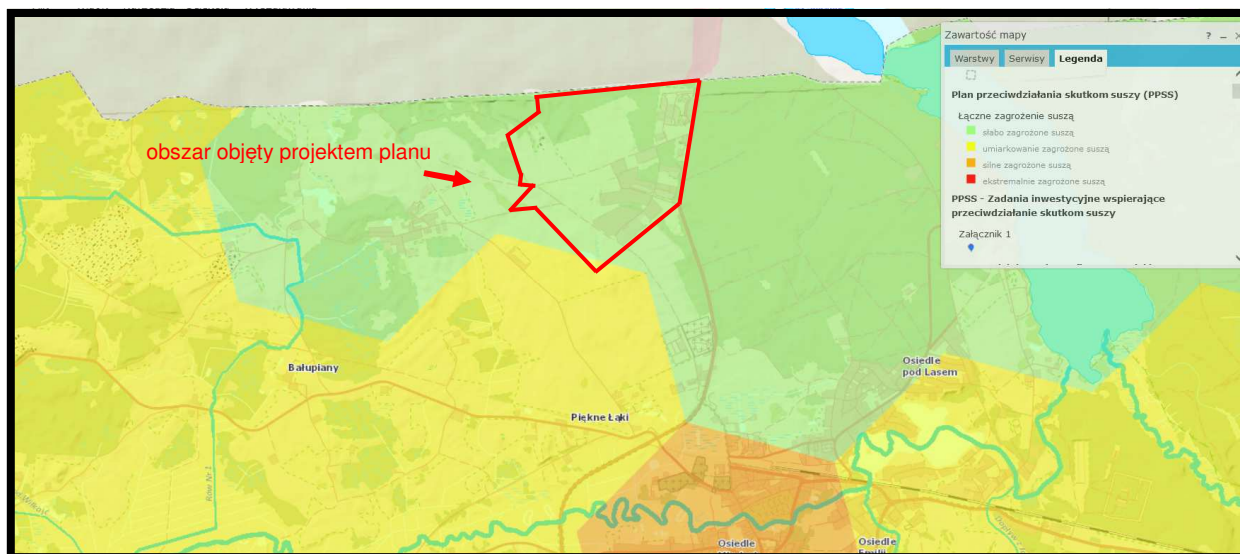 Zawartość mapy
Warstwy Serwisy Legenda
Plan przeciwdziałania skutkom suszy (PPSS)
Łączne zagrożenie suszą
słabo zagrożone suszą
umiarkowanie zagrożone suszą
silne zagrożone suszą
ekstremalnie zagrożone suszą
PPSS - Zadania inwestycyjne wspierające
przeciwdziałanie skutkom suszy
Załącznik 1
obszar objęty projektem planu
Bałupiany
Osiedle
pod Lasem
Piękne Łąki
Osiedle
Osiedle